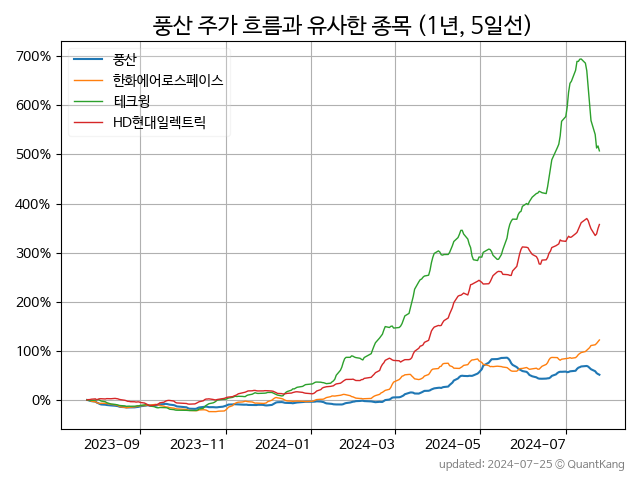 풍산 주가 흐름과 유사한 종목 (1년, 5일선)
700%
600%
500%
400%
300%
200%
100%
0%
풍산
한화에어로스페이스
테크윙
HD현대일렉트릭
2023-09 2023-11 2024-01 2024-03 2024-05 2024-07
updated: 2024-07-25 © QuantKang